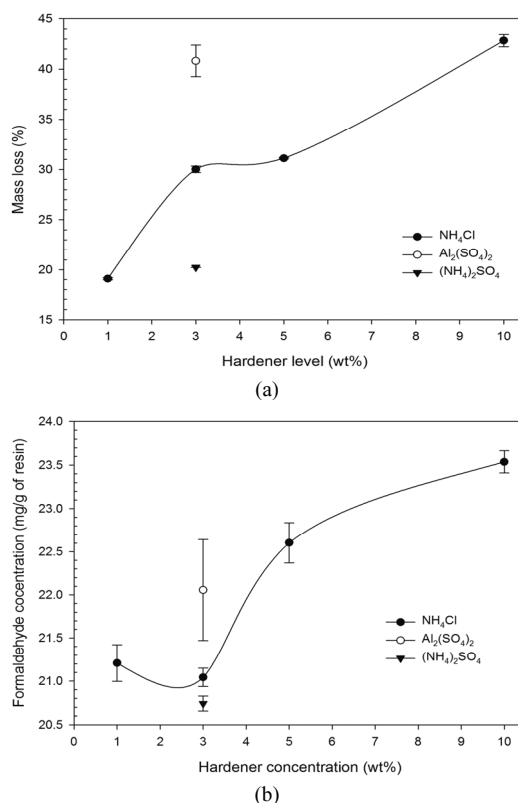 45
40
35
30
25
20
15
Mass loss (%)
NH₄Cl
Al₂(SO₄)₂
(NH₄)₂SO₄
0 1 2 3 4 5 6 7 8 9 10
Hardener level (wt%)
(a)
24.0
23.5
23.0
22.5
22.0
21.5
21.0
20.5
Formaldehyde cocentration (mg/g of resin)
NH₄Cl
Al₂(SO₄)₂
(NH₄)₂SO₄
0 1 2 3 4 5 6 7 8 9 10
Hardener concentration (wt%)
(b)